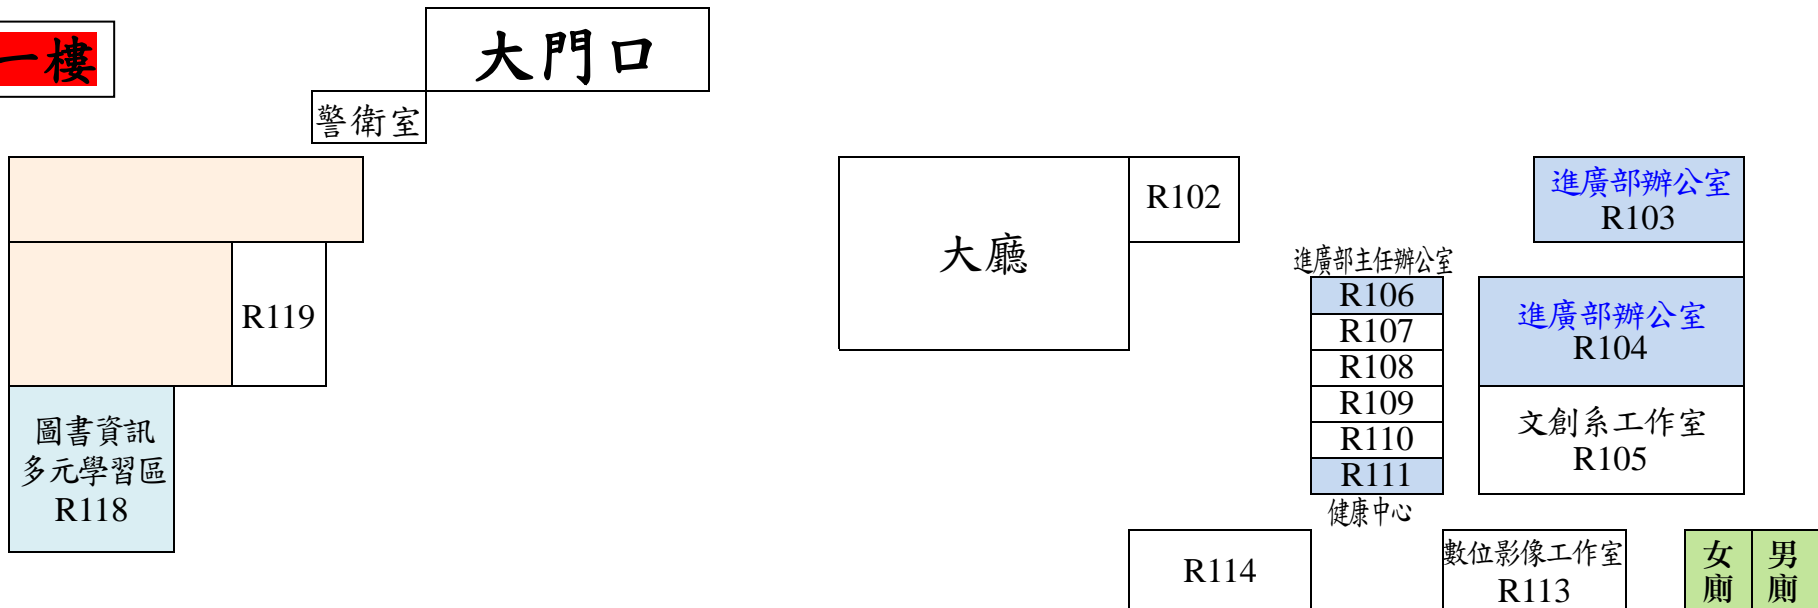 一樓
大門口
警衛室
R102
進廣部辦公室
R103
大廳
進廣部主任辦公室
R106
R107
R108
R109
R110
R111
健康中心
進廣部辦公室
R104
文創系工作室
R105
R119
圖書資訊
多元學習區
R118
R114
數位影像工作室
R113
女廁
男廁